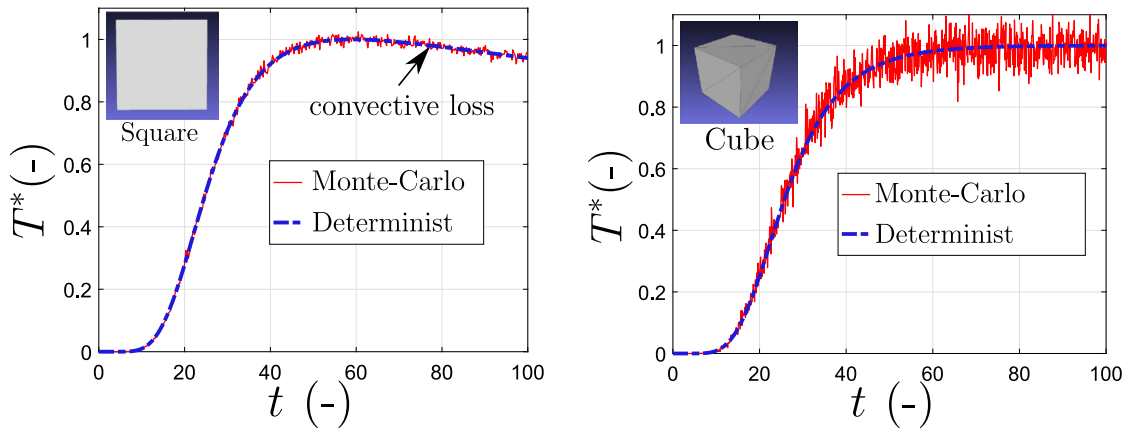 Square
convective loss
Monte-Carlo
Determinist
T*(-)
1
0.8
0.6
0.4
0.2
0
0 20 40 60 80 100
t (-)
Cube
Monte-Carlo
Determinist
T*(-)
1
0.8
0.6
0.4
0.2
0
0 20 40 60 80 100
t (-)